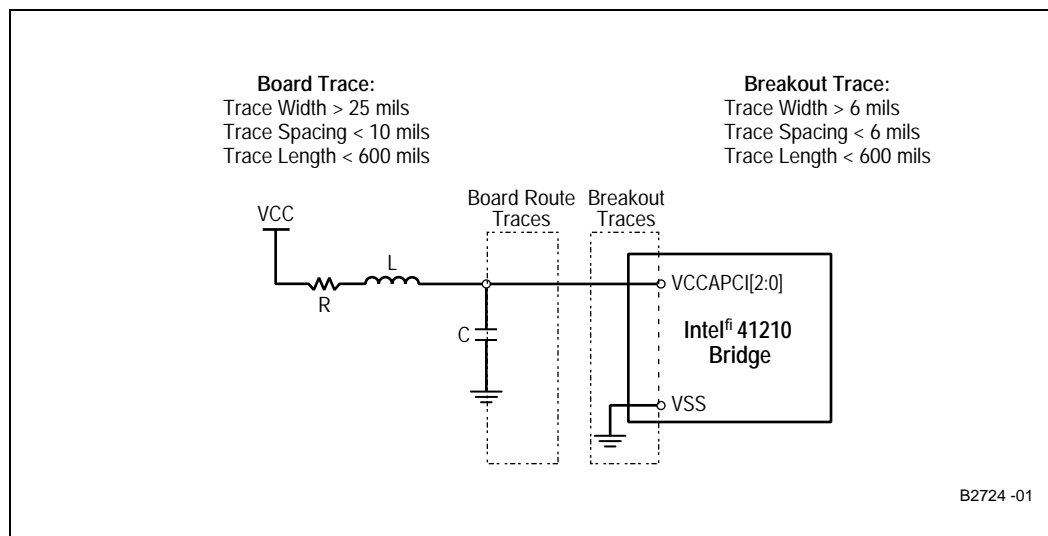 Board Trace:
Trace Width > 25 mils
Trace Spacing < 10 mils
Trace Length < 600 mils
Breakout Trace:
Trace Width > 6 mils
Trace Spacing < 6 mils
Trace Length < 600 mils
Board Route
Traces
Breakout
Traces
VCC
L
R
C
VCCAPCI[2:0]
Intelfi 41210
Bridge
VSS
B2724 -01